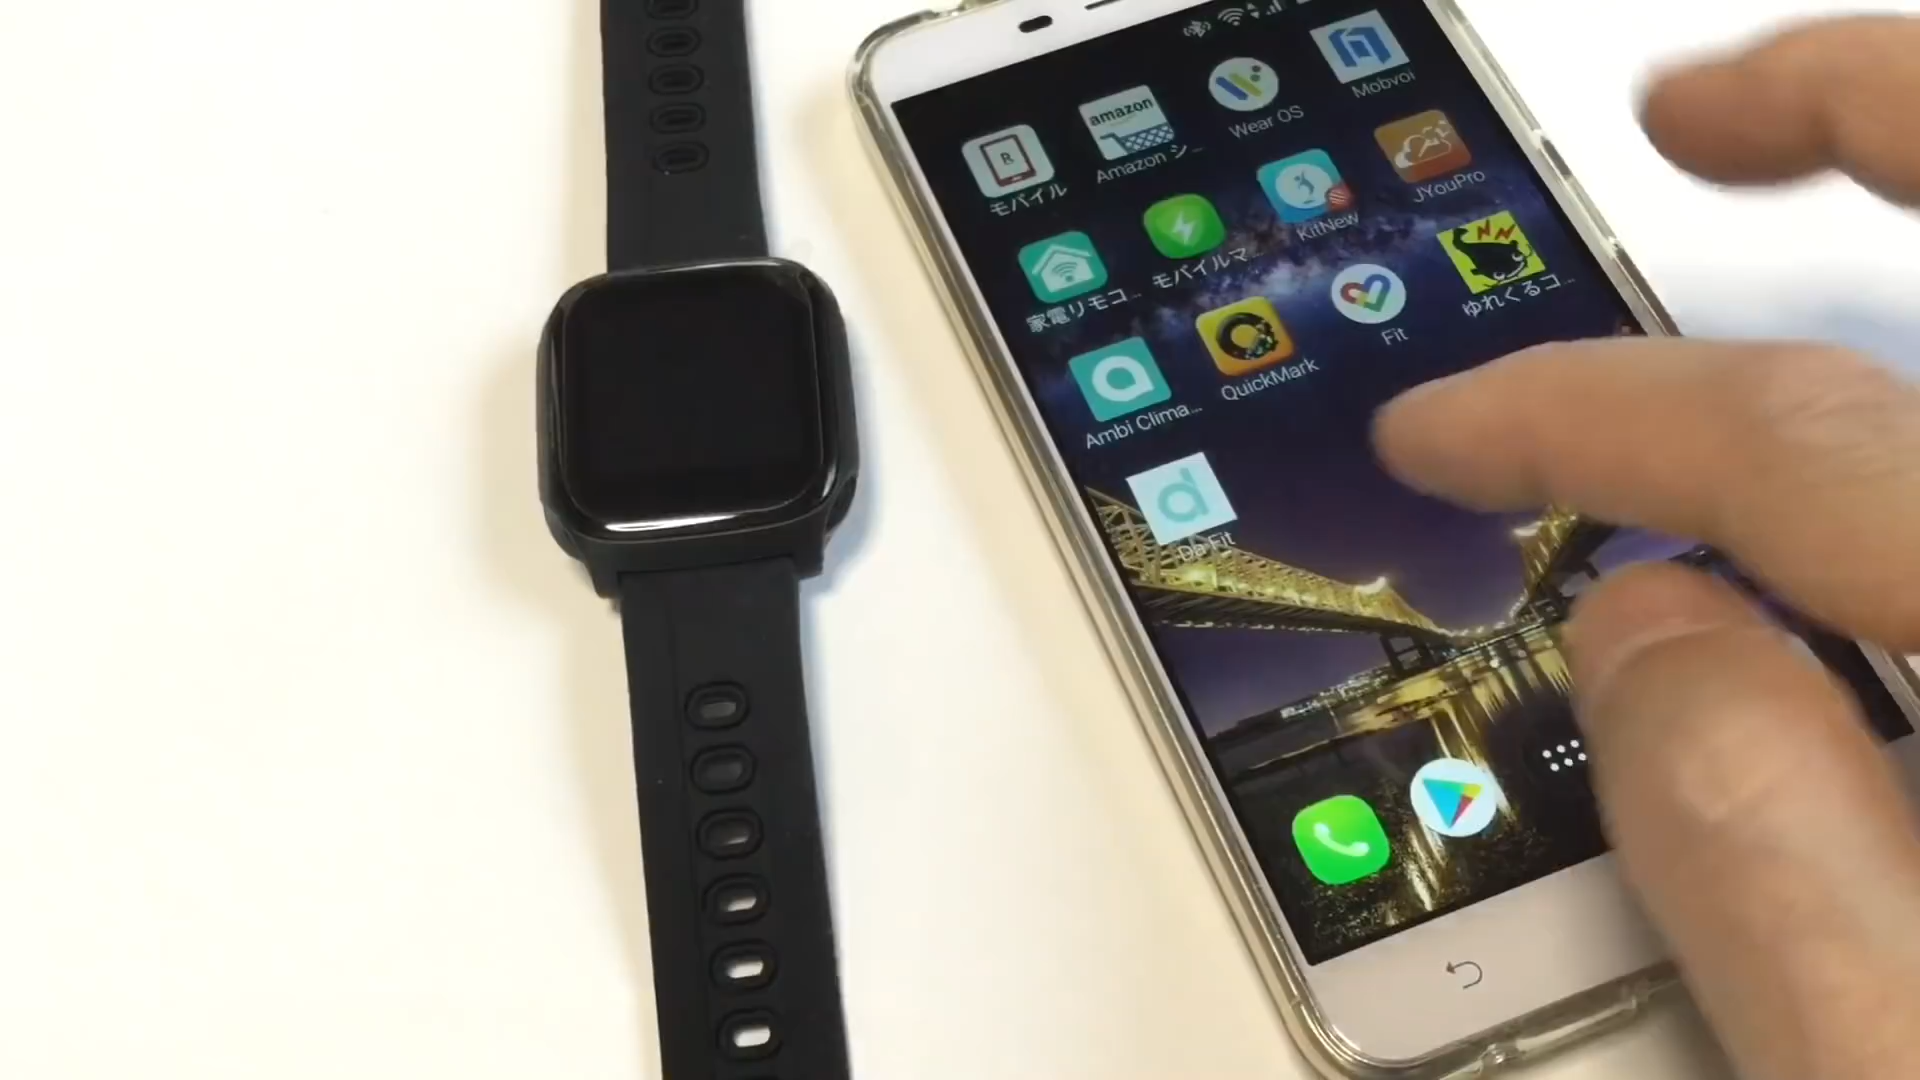 R
モバイル
amazon
Amazon シ...
Wear OS
Mobvoi
家電リモコ...
モバイルマ...
KitNew
JYouPro
Ambi Clima...
QuickMark
Fit
ゆれくるコ...
d
Da Fit